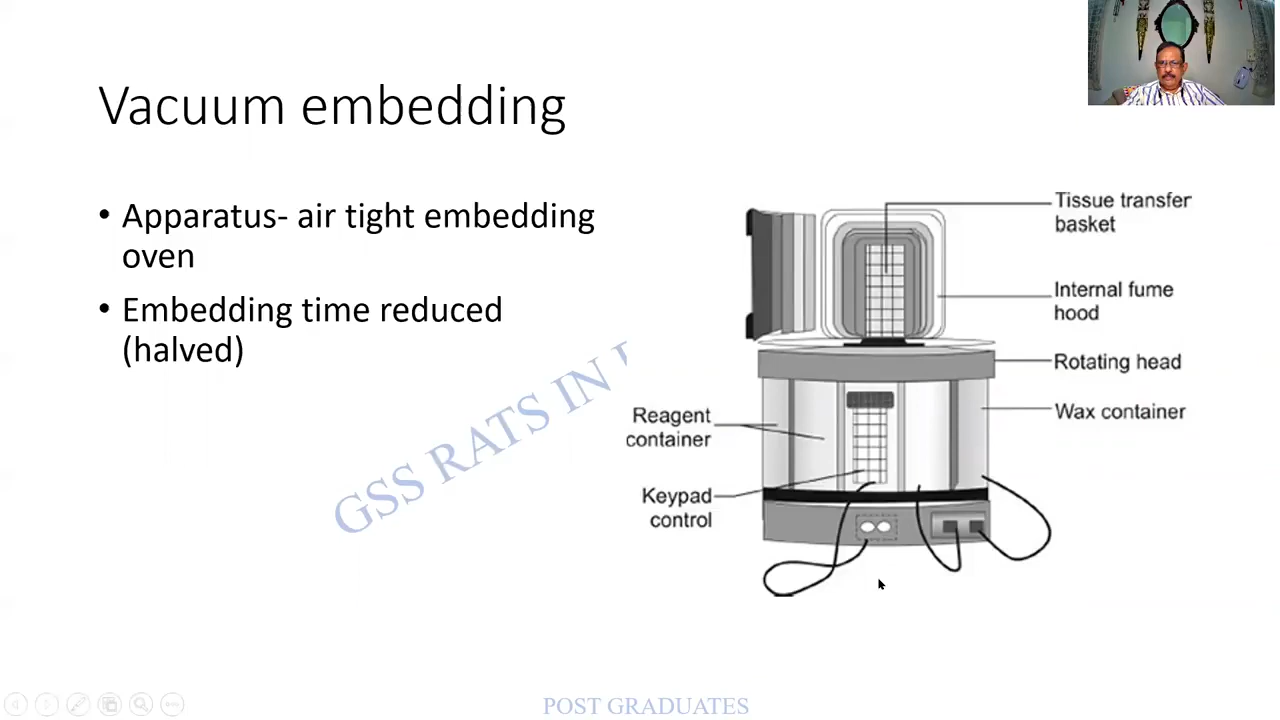 Vacuum embedding
• Apparatus- air tight embedding
oven
• Embedding time reduced
(halved)
Tissue transfer
basket
Internal fume
hood
Rotating head
Wax container
Reagent
container
Keypad
control
GSS RATS IN
POST GRADUATES